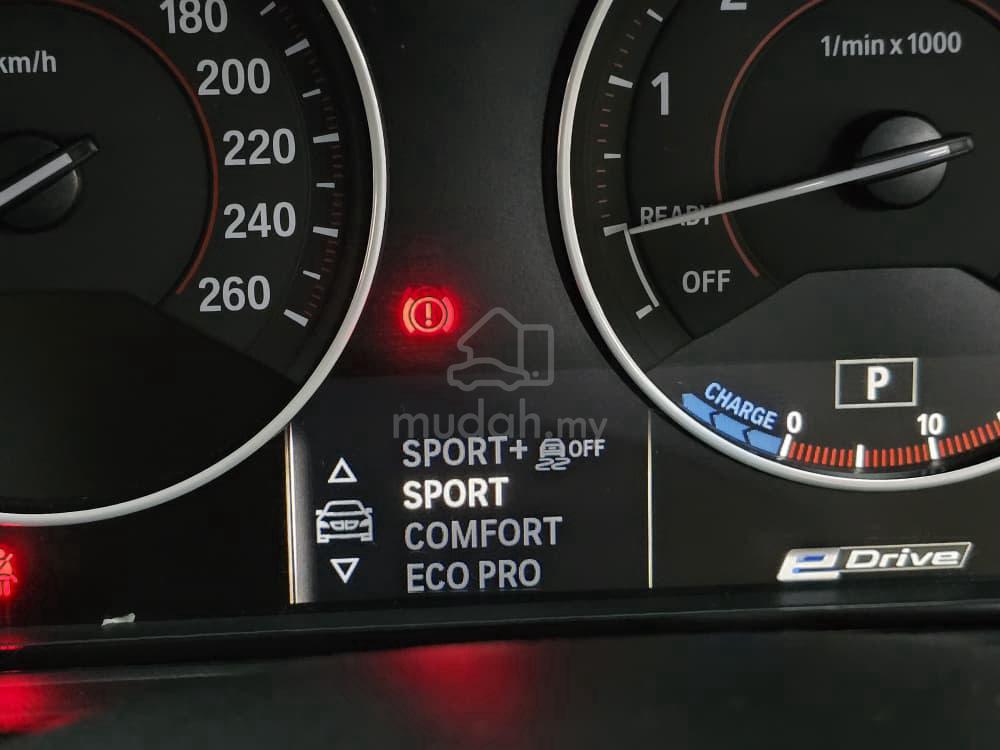 180
km/h
200
220
240
260
2
1/min x 1000
1
READY
OFF
P
CHARGE
0
10
mudah.my
SPORT+ OFF
SPORT
COMFORT
ECO PRO
eDrive